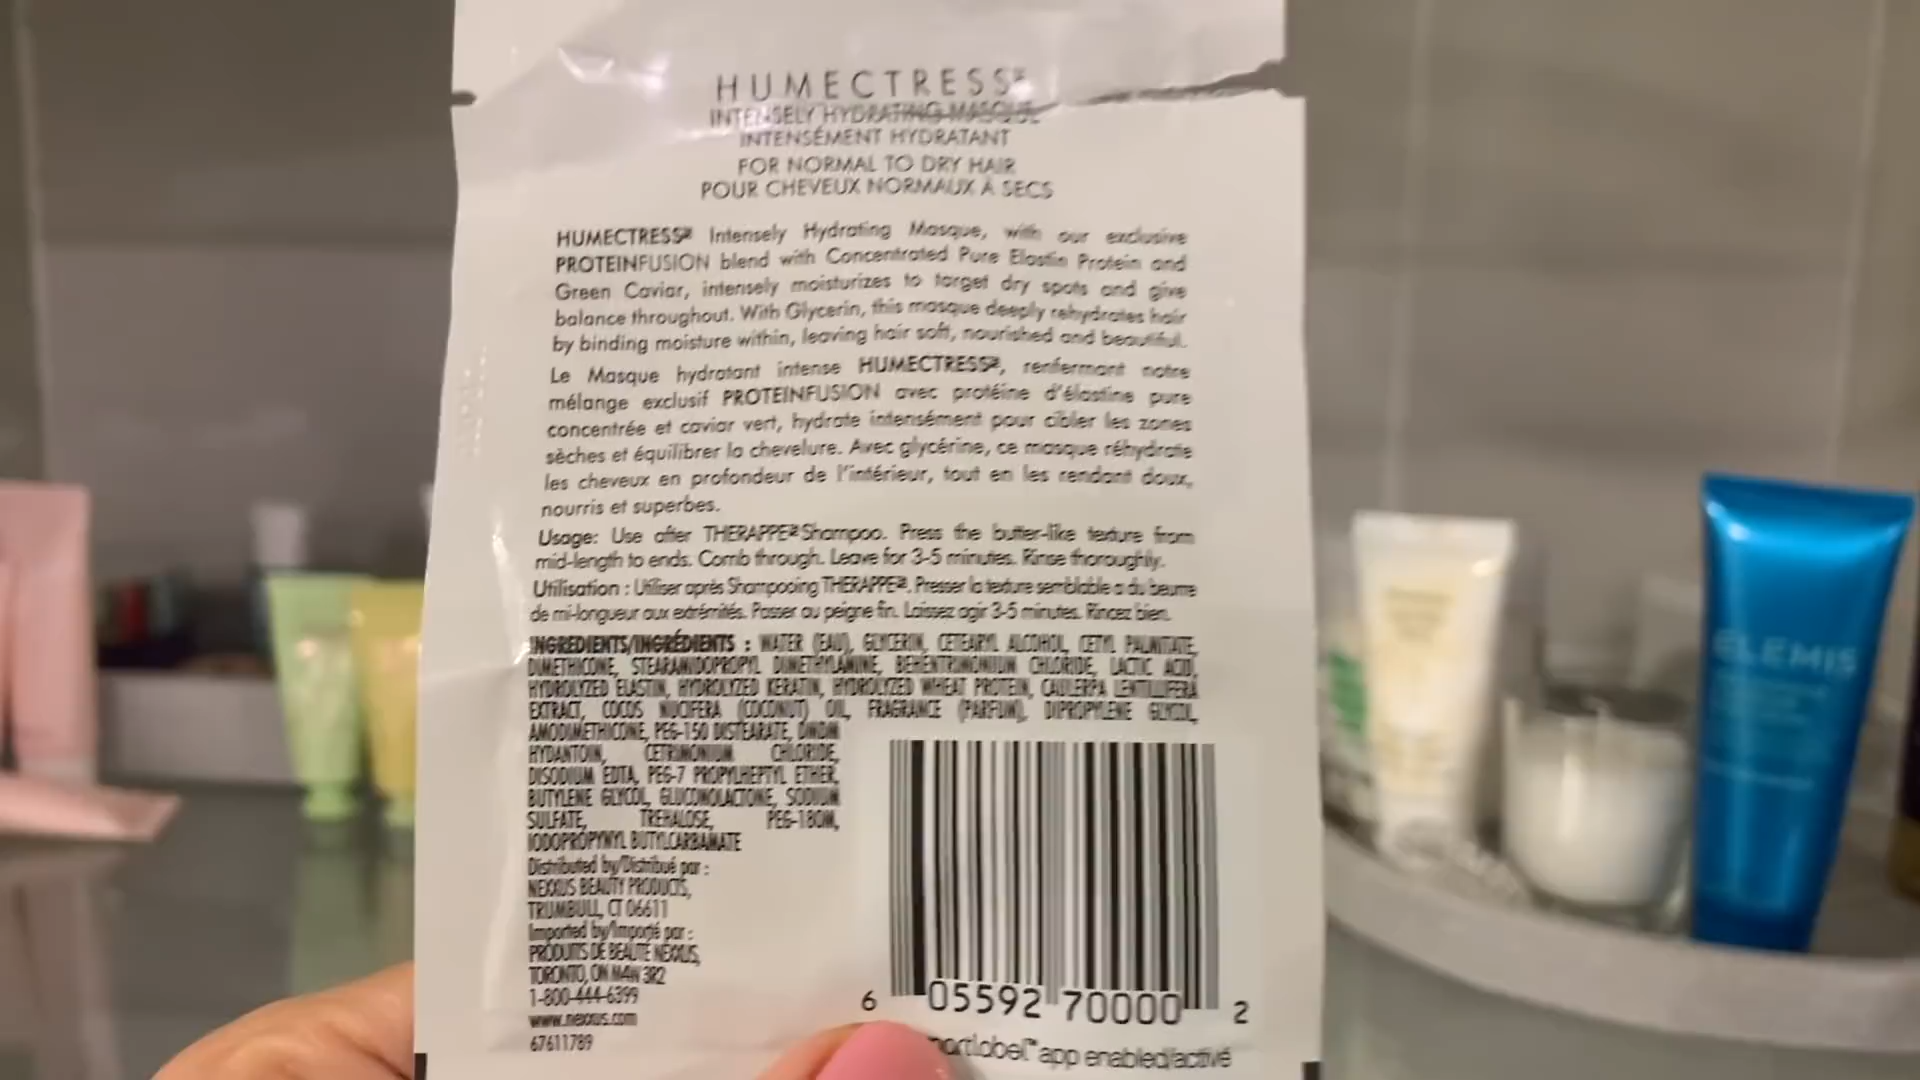 HUMECTRESS®
INTENSELY HYDRATING MASQUE
INTENSÉMENT HYDRATANT
FOR NORMAL TO DRY HAIR
POUR CHEVEUX NORMAUX À SECS
HUMECTRESS® Intensely Hydrating Masque, with our exclusive
PROTEINFUSION blend with Concentrated Pure Elastin Protein and
Green Caviar, intensely moisturizes to target dry spots and give
balance throughout. With Glycerin, this masque deeply rehydrates hair
by binding moisture within, leaving hair soft, nourished and beautiful.
Le Masque hydratant intense HUMECTRESS®, renfermant notre
mélange exclusif PROTEINFUSION avec protéine d'élastine pure
concentrée et caviar vert, hydrate intensément pour cibler les zones
sèches et équilibrer la chevelure. Avec glycérine, ce masque réhydrate
les cheveux en profondeur de l'intérieur, tout en les rendant doux,
nourris et superbes.
Usage: Use after THERAPPE® Shampoo. Press the butter-like texture from
mid-length to ends. Comb through. Leave for 3-5 minutes. Rinse thoroughly.
Utilisation : Utiliser après Shampooing THERAPPE®. Presser la texture semblable a du beurre
de mi-longueur aux extrémités. Passer au peigne fin. Laissez agir 3-5 minutes. Rincez bien.
INGREDIENTS/INGRÉDIENTS : WATER (EAU), GLYCERIN, CETEARYL ALCOHOL, CETYL PALMITATE,
DIMETHICONE, STEARAMIDOPROPYL DIMETHYLAMINE, BEHENTRIMONIUM CHLORIDE, LACTIC ACID,
HYDROLYZED ELASTIN, HYDROLYZED KERATIN, HYDROLYZED WHEAT PROTEIN, CAULERPA LENTILLIFERA
EXTRACT, COCOS NUCIFERA (COCONUT) OIL, FRAGRANCE (PARFUM), DIPROPYLENE GLYCOL,
AMODIMETHICONE, PEG-150 DISTEARATE, DMDM
HYDANTOIN, CETRIMONIUM CHLORIDE,
DISODIUM EDTA, PEG-7 PROPYLHEPTYL ETHER,
BUTYLENE GLYCOL, GLUCONOLACTONE, SODIUM
SULFATE, TREHALOSE, PEG-180M,
IODOPROPYNYL BUTYLCARBAMATE
Distributed by/Distribué par :
NEXXUS BEAUTY PRODUCTS,
TRUMBULL, CT 06611
Imported by/Importé par :
PRODUITS DE BEAUTÉ NEXXUS,
TORONTO, ON M4W 3R2
1-800-444-6399
www.nexxus.com
67611789
6 05592 70000 2
app enabled/activé
ELEMIS